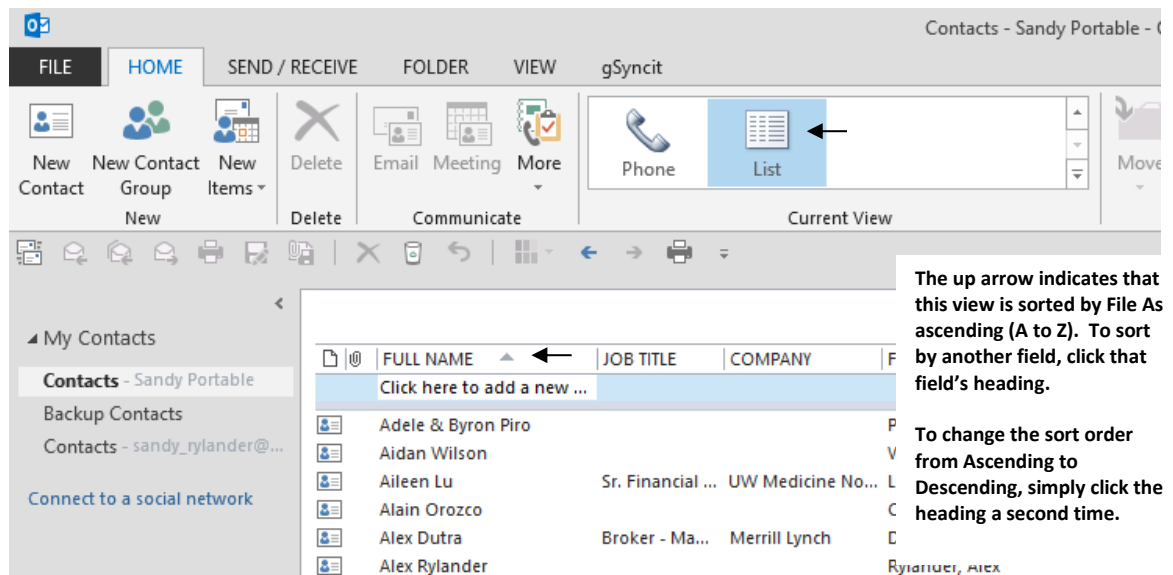 Contacts - Sandy Portable -
FILE HOME SEND / RECEIVE FOLDER VIEW gSyncit
New Contact
New Contact Group
New Items
Delete
Email
Meeting
More
Phone
List
Move
New Delete Communicate Current View
The up arrow indicates that
this view is sorted by File As
ascending (A to Z). To sort
by another field, click that
field's heading.
To change the sort order
from Ascending to
Descending, simply click the
heading a second time.
My Contacts
Contacts - Sandy Portable
Backup Contacts
Contacts - sandy_rylander@...
Connect to a social network
FULL NAME JOB TITLE COMPANY F
Click here to add a new ...
Adele & Byron Piro P
Aidan Wilson
Aileen Lu Sr. Financial ... UW Medicine No... L
Alain Orozco
Alex Dutra Broker - Ma... Merrill Lynch
Alex Rylander Rylander, Alex